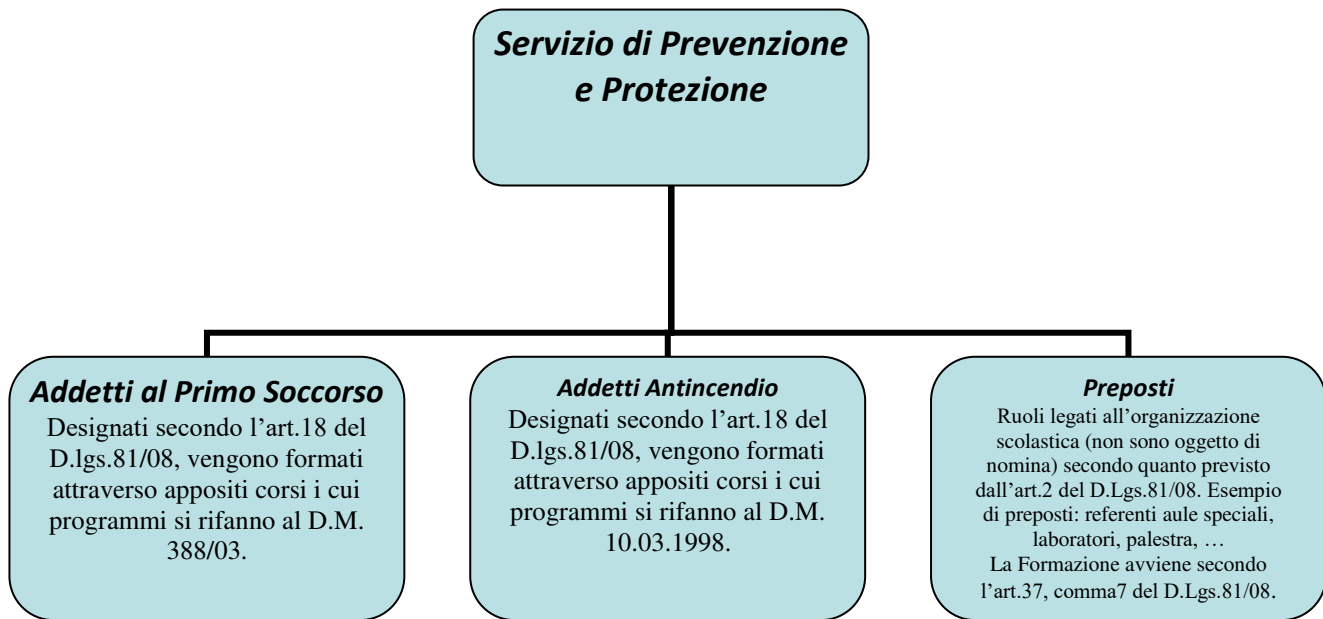 Servizio di Prevenzione
e Protezione
Addetti al Primo Soccorso
Designati secondo l’art.18 del
D.lgs.81/08, vengono formati
attraverso appositi corsi i cui
programmi si rifanno al D.M.
388/03.
Addetti Antincendio
Designati secondo l’art.18 del
D.lgs.81/08, vengono formati
attraverso appositi corsi i cui
programmi si rifanno al D.M.
10.03.1998.
Preposti
Ruoli legati all’organizzazione
scolastica (non sono oggetto di
nomina) secondo quanto previsto
dall’art.2 del D.Lgs.81/08. Esempio
di preposti: referenti aule speciali,
laboratori, palestra, …
La Formazione avviene secondo
l’art.37, comma7 del D.Lgs.81/08.